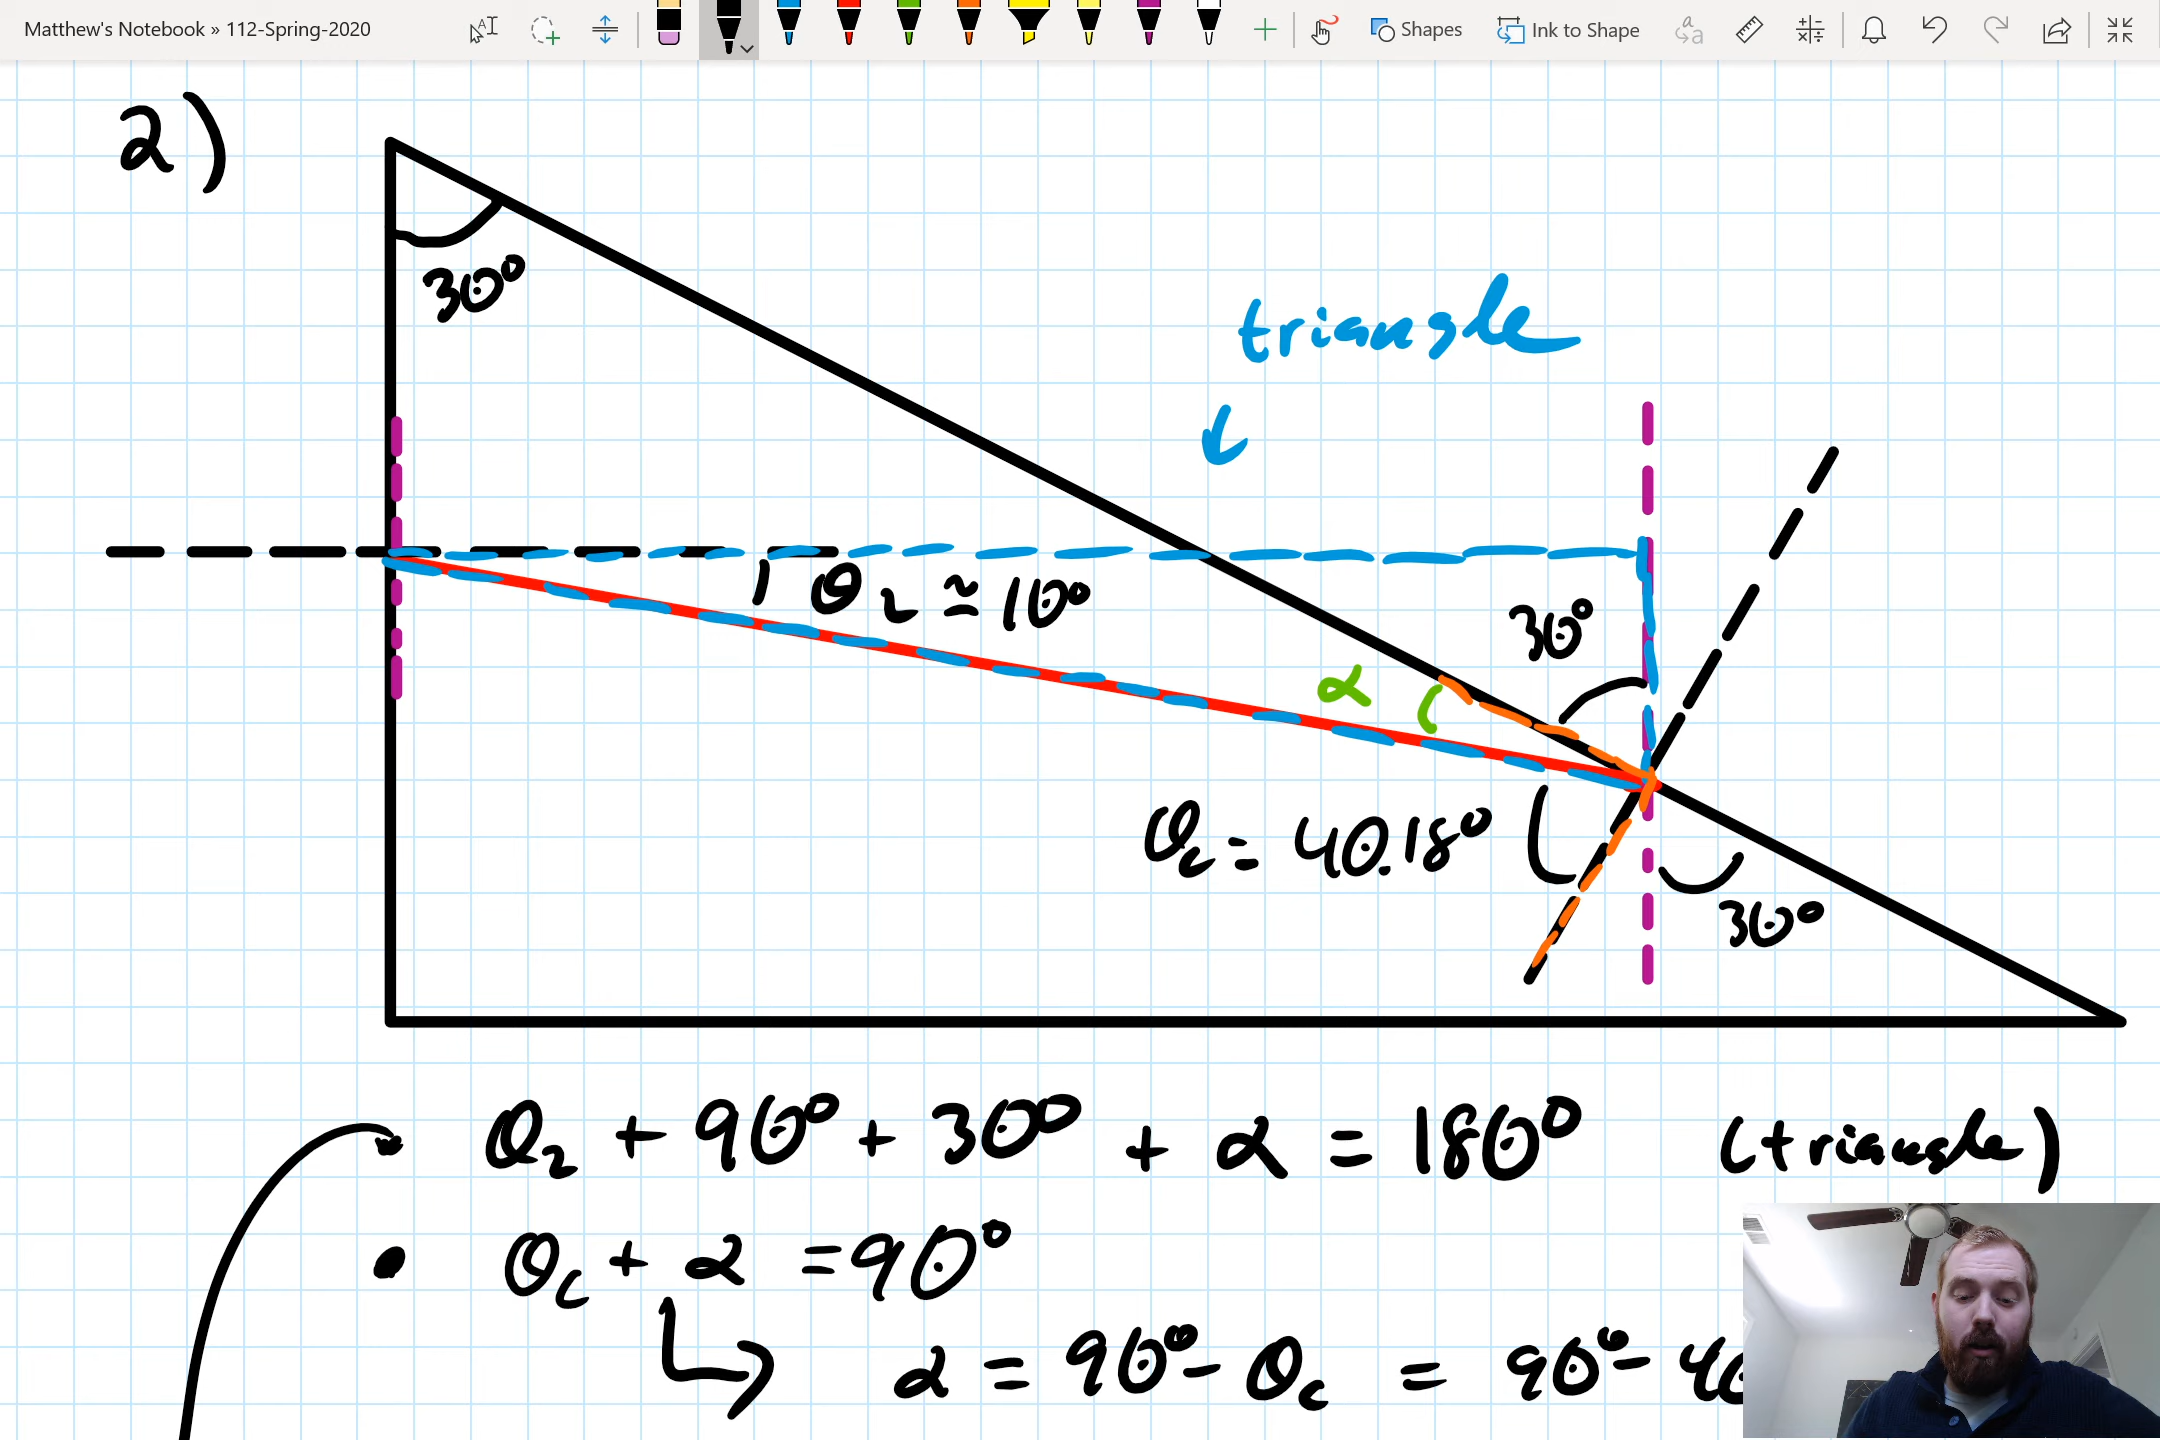 Matthew's Notebook » 112-Spring-2020
Shapes
Ink to Shape
2)
30°
triangle
θ₂ ≃ 10°
30°
α
θc = 40.18°
30°
θ₂ + 90° + 30° + α = 180° (triangle)
θc + α = 90°
α = 90° - θc = 90° - 40